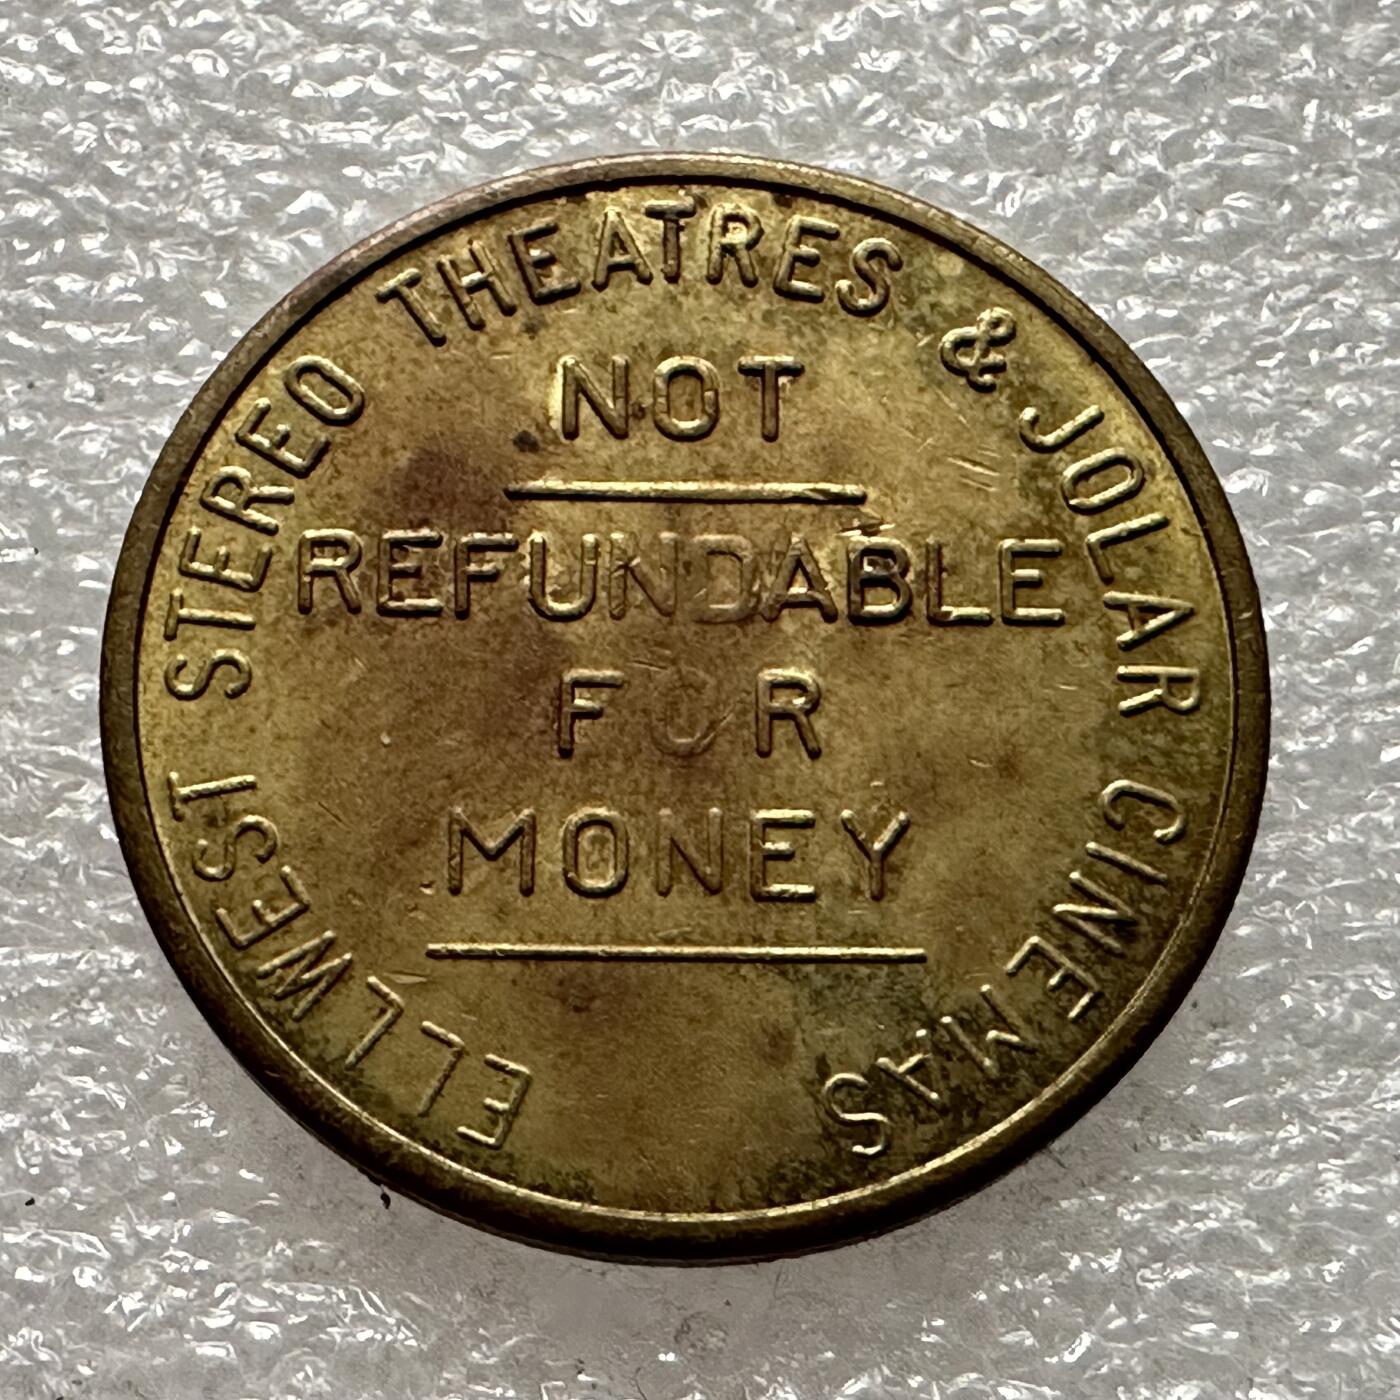 ELLWEST STEREO THEATRES & JOLAR CINEMAS
NOT
REFUNDABLE
FOR
MONEY